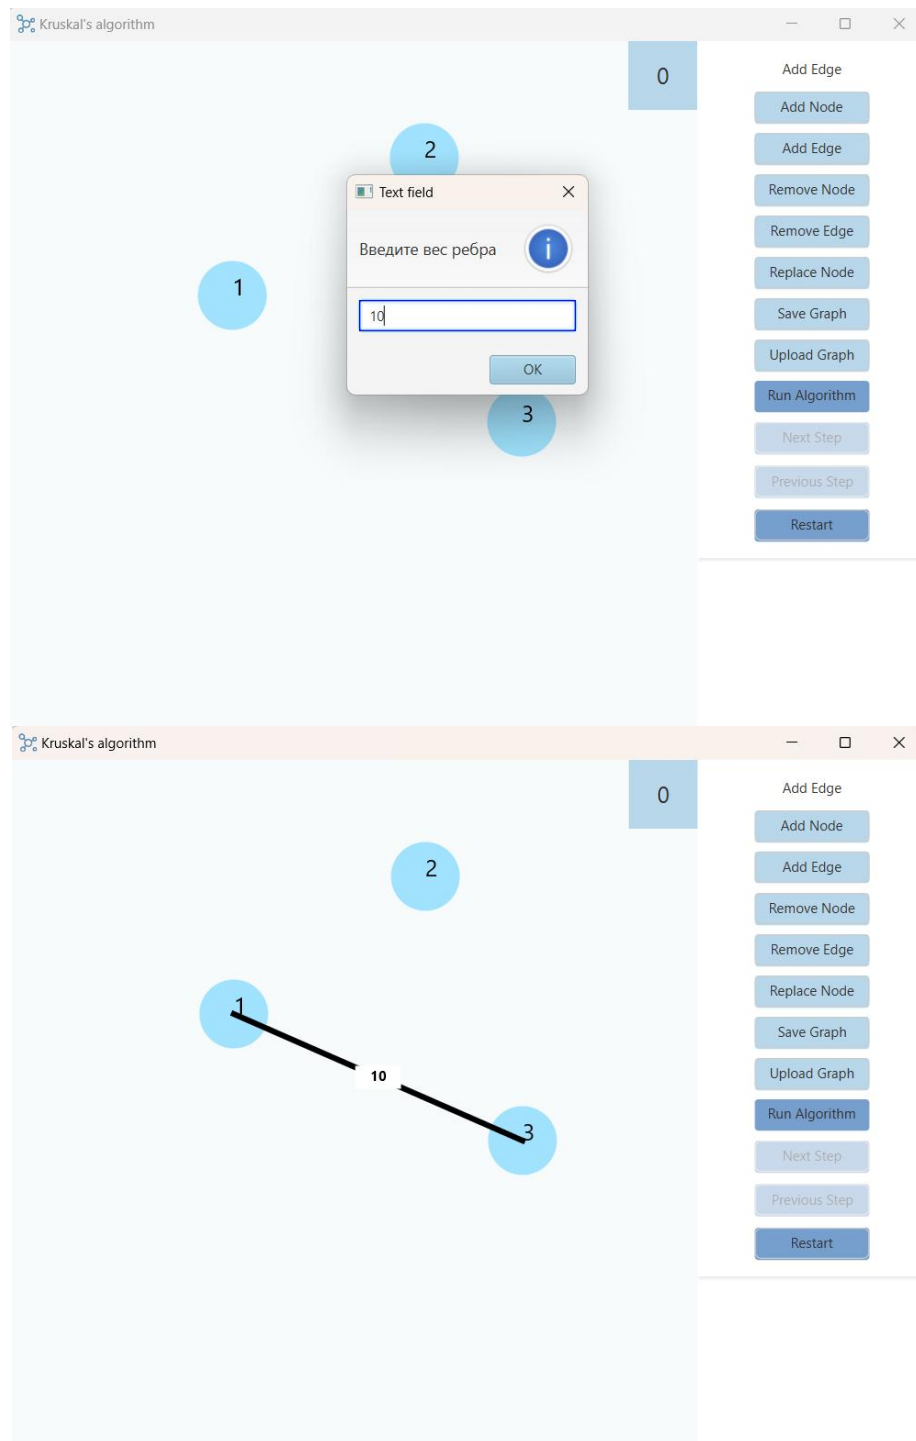 Kruskal's algorithm
0
Add Edge
Add Node
2
Add Edge
Text field
Remove Node
Введите вес ребра
Remove Edge
1
Replace Node
10
Save Graph
OK
Upload Graph
Run Algorithm
3
Next Step
Previous Step
Restart
Kruskal's algorithm
0
Add Edge
Add Node
2
Add Edge
Remove Node
Remove Edge
1
Replace Node
Save Graph
10
Upload Graph
Run Algorithm
3
Next Step
Previous Step
Restart